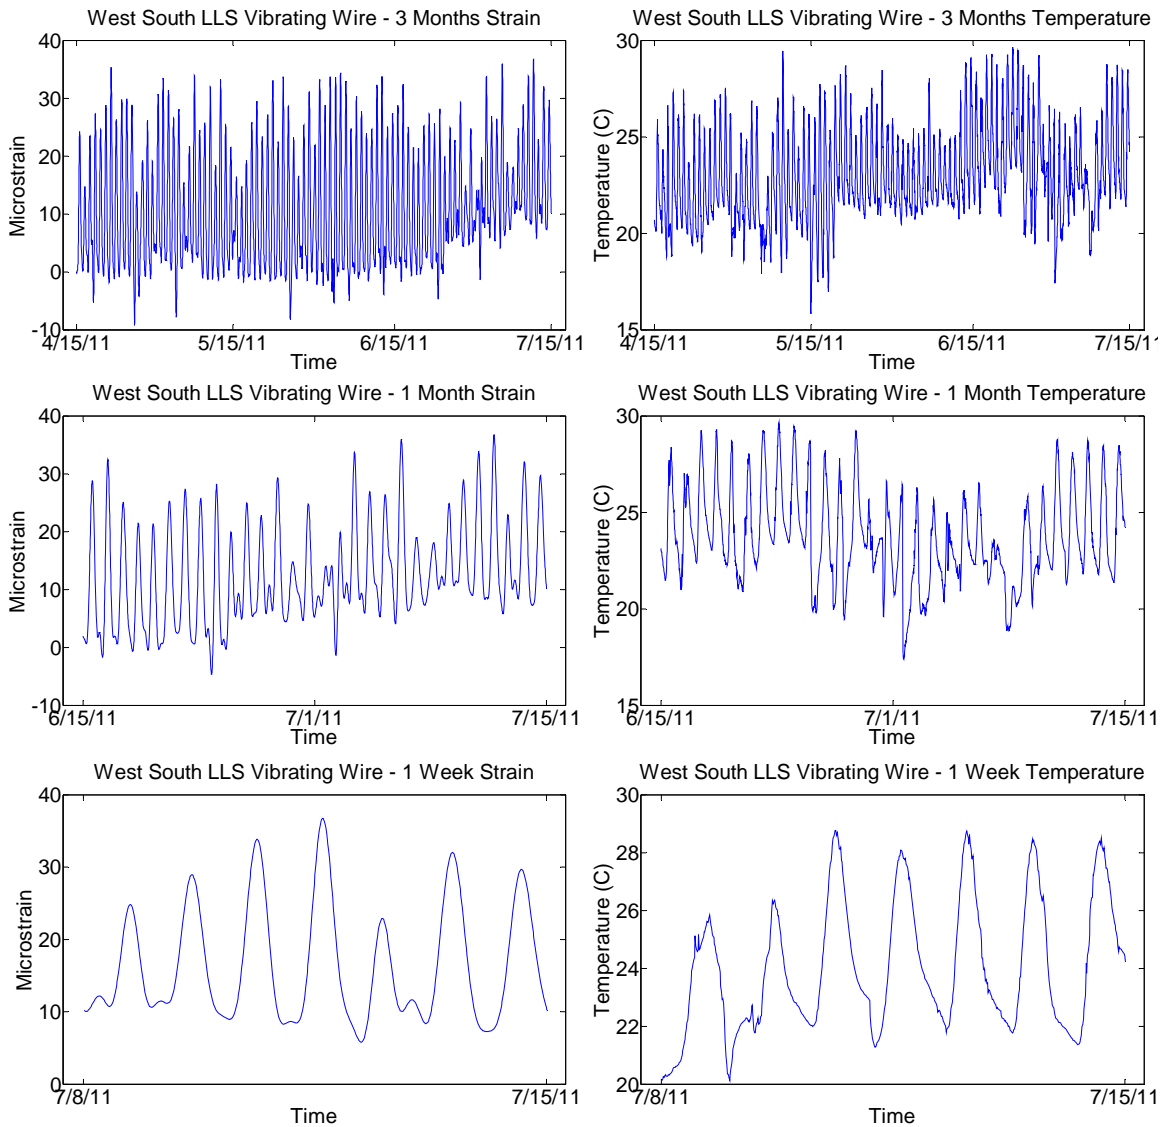 West South LLS Vibrating Wire - 3 Months Strain
40
30
20
10
0
-10
Microstrain
4/15/11
5/15/11
6/15/11
7/15/11
Time
West South LLS Vibrating Wire - 3 Months Temperature
30
25
20
15
Temperature (C)
4/15/11
5/15/11
6/15/11
7/15/11
Time
West South LLS Vibrating Wire - 1 Month Strain
40
30
20
10
0
-10
Microstrain
6/15/11
7/1/11
7/15/11
Time
West South LLS Vibrating Wire - 1 Month Temperature
30
25
20
15
Temperature (C)
6/15/11
7/1/11
7/15/11
Time
West South LLS Vibrating Wire - 1 Week Strain
40
30
20
10
0
Microstrain
7/8/11
7/15/11
Time
West South LLS Vibrating Wire - 1 Week Temperature
30
28
26
24
22
20
Temperature (C)
7/8/11
7/15/11
Time